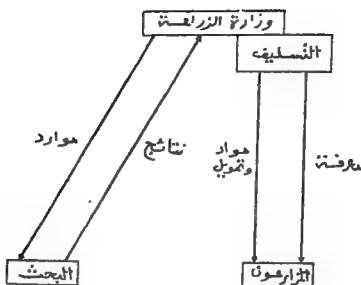 وزارة الزراعة
التسليف
موارد
نتائج
مواد
وتمويل
معرفة
البحث
المزارعون